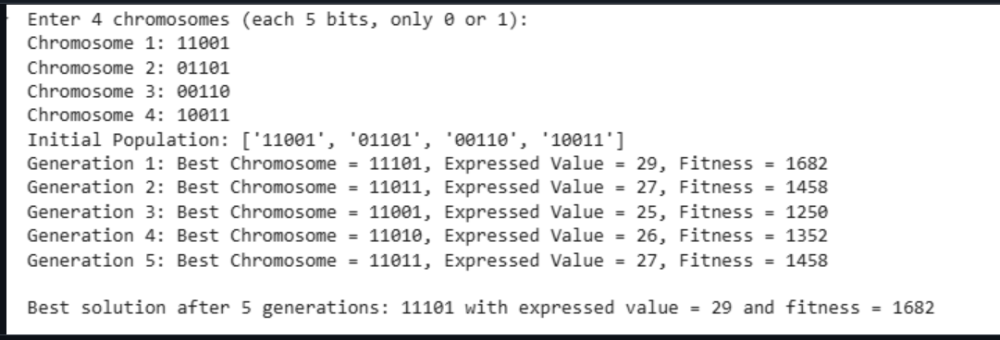 Enter 4 chromosomes (each 5 bits, only 0 or 1):
Chromosome 1: 11001
Chromosome 2: 01101
Chromosome 3: 00110
Chromosome 4: 10011
Initial Population: ['11001', '01101', '00110', '10011']
Generation 1: Best Chromosome = 11101, Expressed Value = 29, Fitness = 1682
Generation 2: Best Chromosome = 11011, Expressed Value = 27, Fitness = 1458
Generation 3: Best Chromosome = 11001, Expressed Value = 25, Fitness = 1250
Generation 4: Best Chromosome = 11010, Expressed Value = 26, Fitness = 1352
Generation 5: Best Chromosome = 11011, Expressed Value = 27, Fitness = 1458
Best solution after 5 generations: 11101 with expressed value = 29 and fitness = 1682